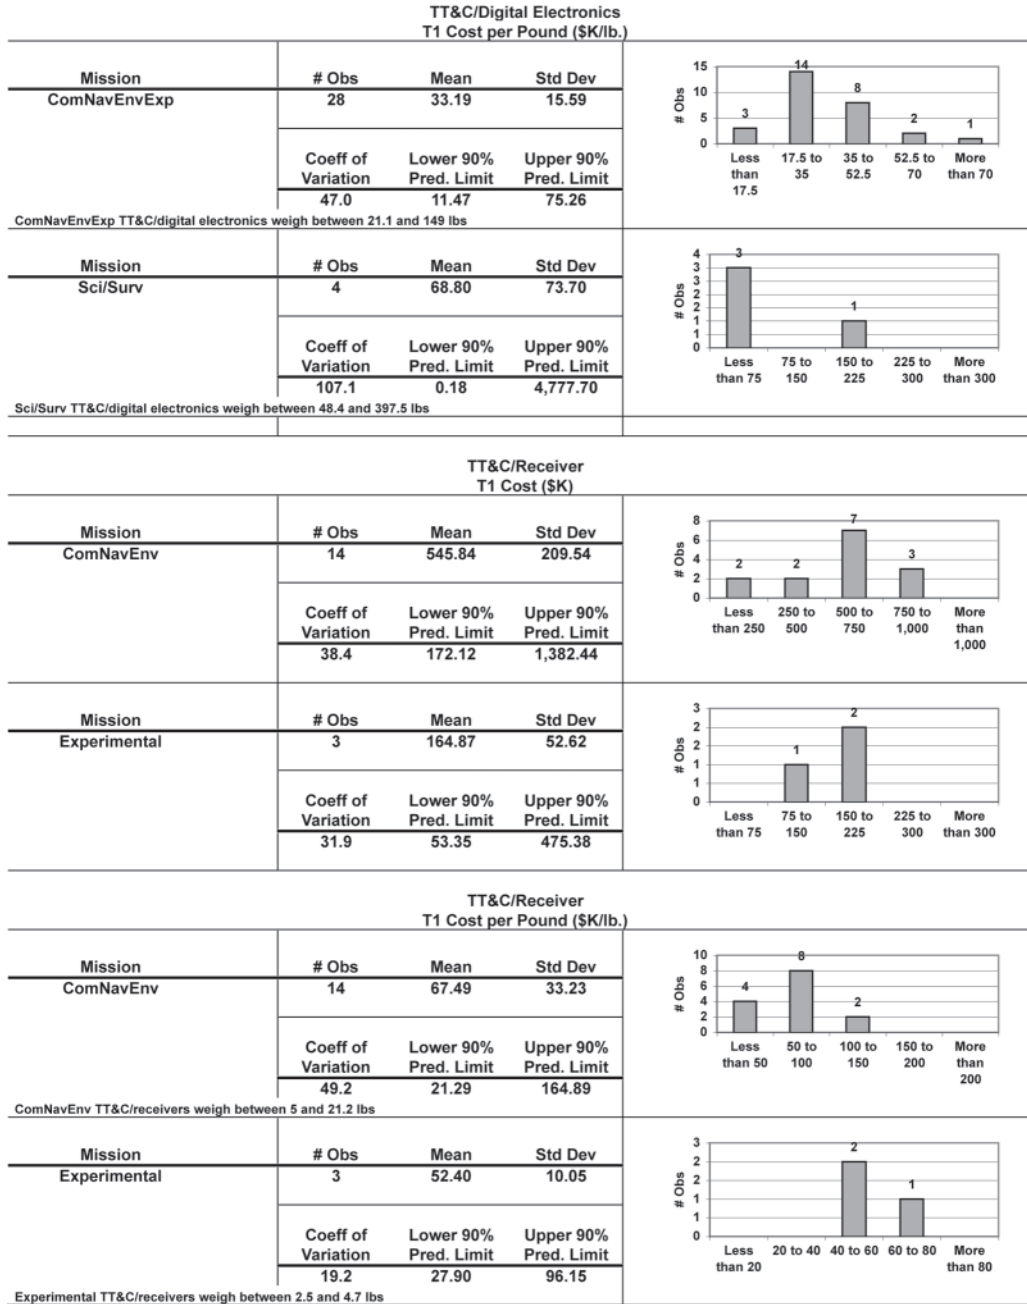 TT&C/Digital Electronics
T1 Cost per Pound ($K/lb.)
Mission # Obs Mean Std Dev
ComNavEnvExp 28 33.19 15.59
Coeff of Lower 90% Upper 90%
Variation Pred. Limit Pred. Limit
47.0 11.47 75.26
ComNavEnvExp TT&C/digital electronics weigh between 21.1 and 149 lbs
# Obs
15
10
5
0
3 14 8 2 1
Less 17.5 to 35 to 52.5 to More
than 35 52.5 70 than 70
17.5
Mission # Obs Mean Std Dev
Sci/Surv 4 68.80 73.70
Coeff of Lower 90% Upper 90%
Variation Pred. Limit Pred. Limit
107.1 0.18 4,777.70
Sci/Surv TT&C/digital electronics weigh between 48.4 and 397.5 lbs
# Obs
4
3
3
2
2
1
1
0
3 1
Less 75 to 150 to 225 to More
than 75 150 225 300 than 300
TT&C/Receiver
T1 Cost ($K)
Mission # Obs Mean Std Dev
ComNavEnv 14 545.84 209.54
Coeff of Lower 90% Upper 90%
Variation Pred. Limit Pred. Limit
38.4 172.12 1,382.44
# Obs
8
6
4
2
0
2 2 7 3
Less 250 to 500 to 750 to More
than 250 500 750 1,000 than
1,000
Mission # Obs Mean Std Dev
Experimental 3 164.87 52.62
Coeff of Lower 90% Upper 90%
Variation Pred. Limit Pred. Limit
31.9 53.35 475.38
# Obs
3
2
2
1
1
0
1 2
Less 75 to 150 to 225 to More
than 75 150 225 300 than 300
TT&C/Receiver
T1 Cost per Pound ($K/lb.)
Mission # Obs Mean Std Dev
ComNavEnv 14 67.49 33.23
Coeff of Lower 90% Upper 90%
Variation Pred. Limit Pred. Limit
49.2 21.29 164.89
ComNavEnv TT&C/receivers weigh between 5 and 21.2 lbs
# Obs
10
8
6
4
2
0
4 8 2
Less 50 to 100 to 150 to More
than 50 100 150 200 than
200
Mission # Obs Mean Std Dev
Experimental 3 52.40 10.05
Coeff of Lower 90% Upper 90%
Variation Pred. Limit Pred. Limit
19.2 27.90 96.15
Experimental TT&C/receivers weigh between 2.5 and 4.7 lbs
# Obs
3
2
2
1
1
0
2 1
Less 20 to 40 40 to 60 60 to 80 More
than 20 than 80